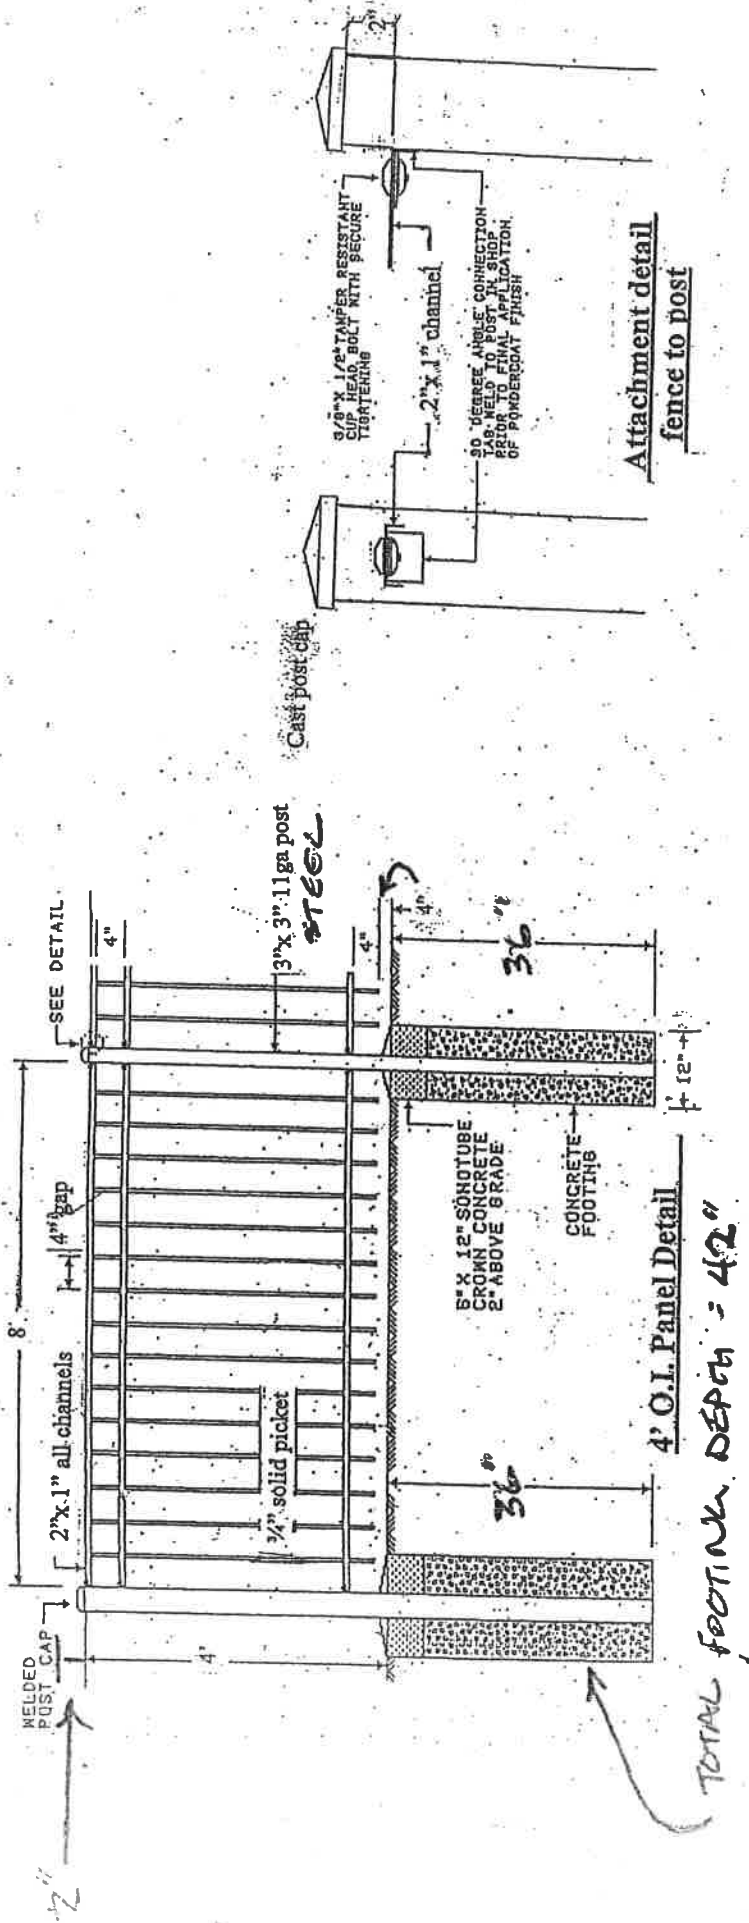 2"
WELDED
POST CAP
2"x 1" all channels
8'
4" gap
SEE DETAIL
4"
3"x 3" 11ga post
STEEL
4'
¾" solid picket
4"
4"
36"
36"
6"X 12" SONOTUBE
CROWN CONCRETE
2" ABOVE GRADE
CONCRETE
FOOTING
12"
4' O.I. Panel Detail
TOTAL FOOTING DEPTH = 42"
Cast post cap
3/8"X 1/2" TAMPER RESISTANT
CUP HEAD BOLT WITH SECURE
TIGHTENING
2"x 1" channel
90 DEGREE ANGLE CONNECTION
TAB WELD TO POST IN SHOP
PRIOR TO FINAL APPLICATION
OF POWDERCOAT FINISH
2"
Attachment detail
fence to post